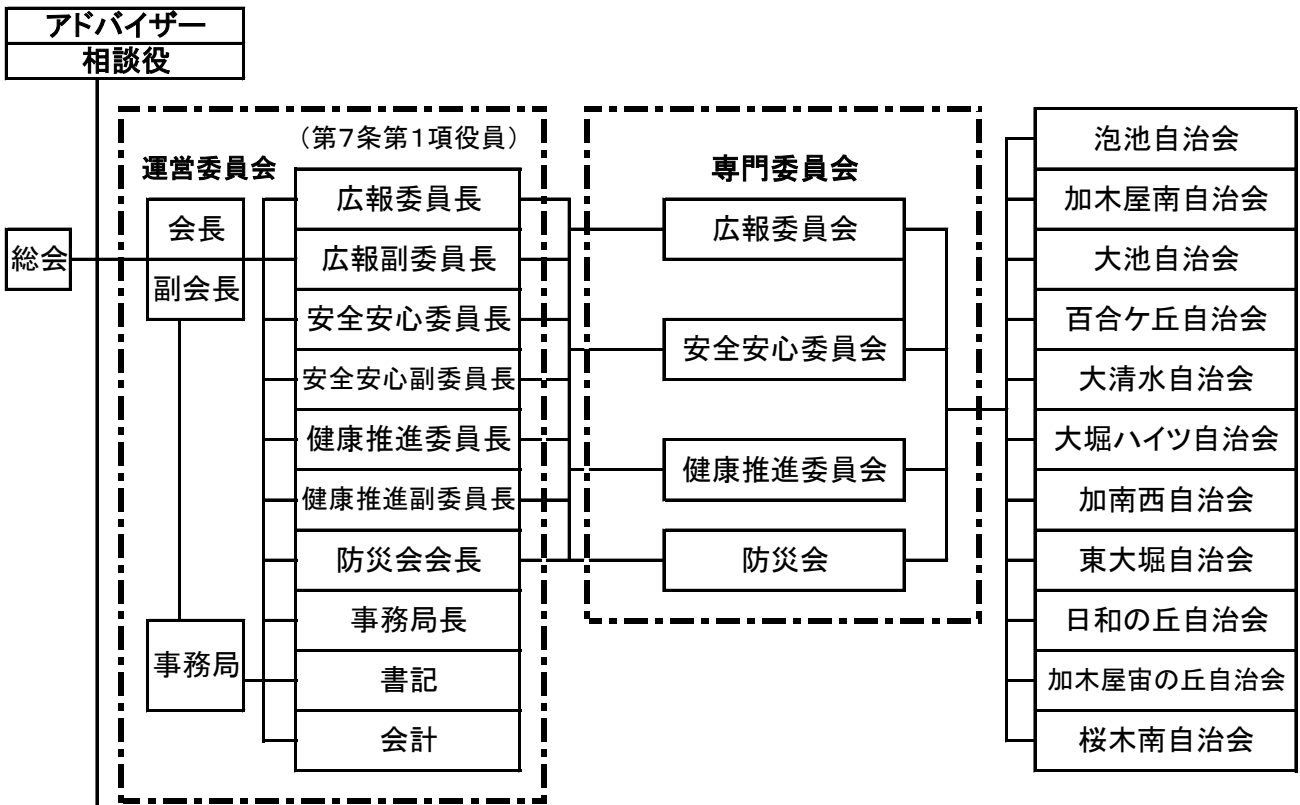 アドバイザー
相談役
総会
(第7条第1項役員)
運営委員会
会長
副会長
事務局
広報委員長
広報副委員長
安全安心委員長
安全安心副委員長
健康推進委員長
健康推進副委員長
防災会会長
事務局長
書記
会計
専門委員会
広報委員会
安全安心委員会
健康推進委員会
防災会
泡池自治会
加木屋南自治会
大池自治会
百合ケ丘自治会
大清水自治会
大堀ハイツ自治会
加南西自治会
東大堀自治会
日和の丘自治会
加木屋宙の丘自治会
桜木南自治会